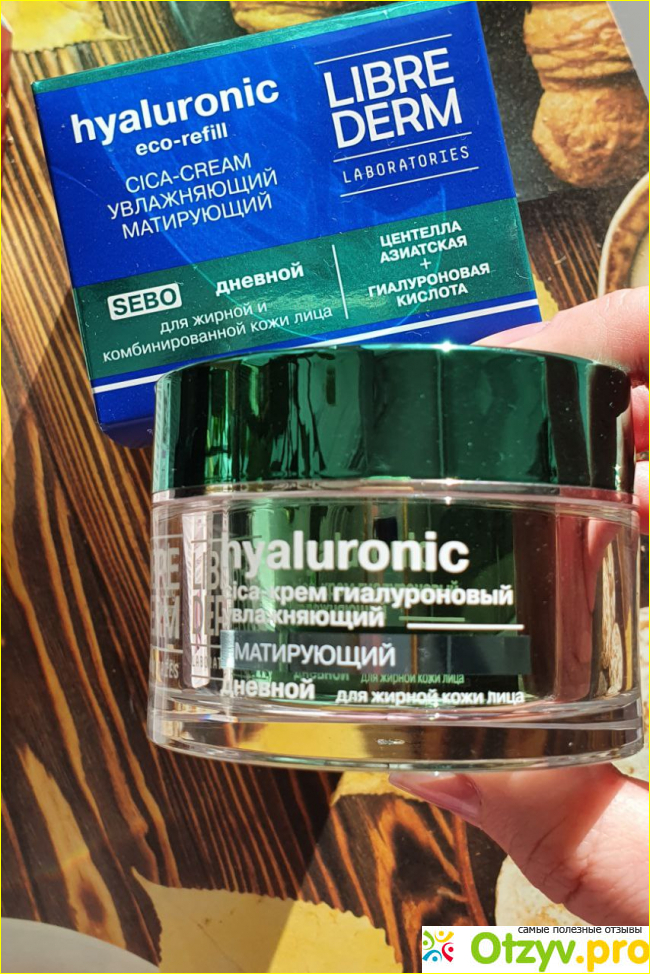 hyaluronic
eco-refill
CICA-CREAM
УВЛАЖНЯЮЩИЙ
МАТИРУЮЩИЙ
LIBRE
DERM
LABORATORIES
SEBO
дневной
для жирной и
комбинированной кожи лица
ЦЕНТЕЛЛА
АЗИАТСКАЯ
+
ГИАЛУРОНОВАЯ
КИСЛОТА
hyaluronic
cica-крем гиалуроновый
увлажняющий
МАТИРУЮЩИЙ
дневной для жирной кожи лица
самые полезные отзывы
Otzyv.pro